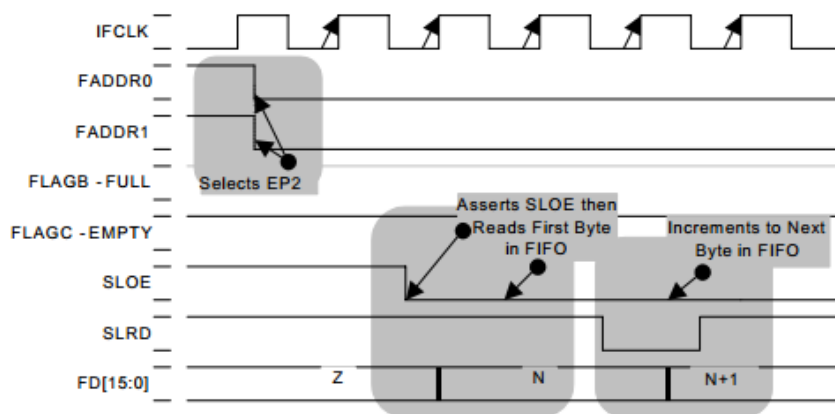 IFCLK
FADDR0
FADDR1
Selects EP2
FLAGB - FULL
Asserts SLOE then
Reads First Byte
in FIFO
FLAGC - EMPTY
Increments to Next
Byte in FIFO
SLOE
SLRD
FD[15:0]
Z
N
N+1